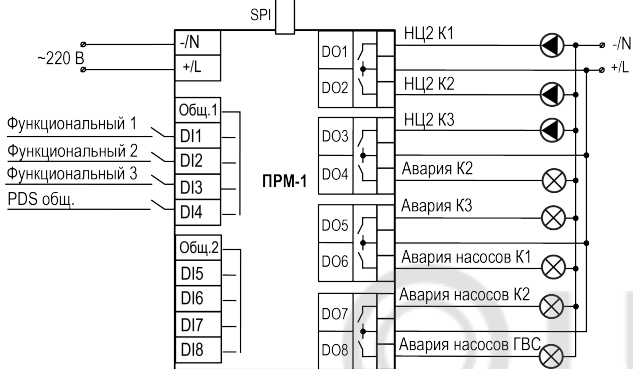 SPI
~220 В
-/N
+/L
Общ.1
Функциональный 1
DI1
Функциональный 2
DI2
Функциональный 3
DI3
PDS общ.
DI4
Общ.2
DI5
DI6
DI7
DI8
ПРМ-1
DO1
НЦ2 К1
DO2
НЦ2 К2
DO3
НЦ2 К3
DO4
Авария К2
DO5
Авария К3
DO6
Авария насосов К1
DO7
Авария насосов К2
DO8
Авария насосов ГВС
-/N
+/L